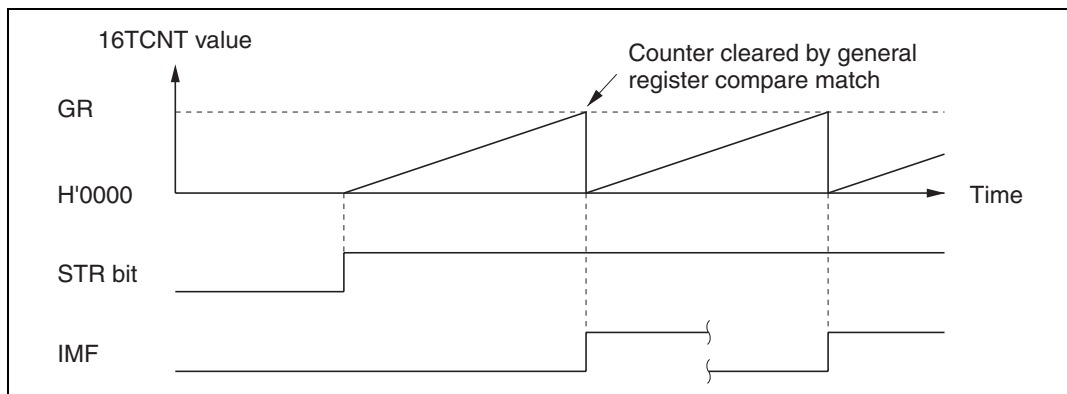 16TCNT value
Counter cleared by general
register compare match
GR
H'0000
Time
STR bit
IMF